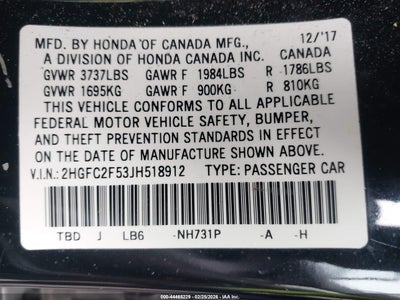 MFD. BY HONDA OF CANADA MFG., 12/'17
A DIVISION OF HONDA CANADA INC. CANADA
GVWR 3737LBS GAWR F 1984LBS R 1786LBS
GVWR 1695KG GAWR F 900KG R 810KG
THIS VEHICLE CONFORMS TO ALL APPLICABLE
FEDERAL MOTOR VEHICLE SAFETY, BUMPER,
AND THEFT PREVENTION STANDARDS IN EFFECT
ON THE DATE OF MANUFACTURE SHOWN ABOVE.
V.I.N.: 2HGFC2F53JH518912 TYPE: PASSENGER CAR
TBD J LB6 -NH731P -A -H
000-44468229 - 02/25/2026 - IAA Inc.